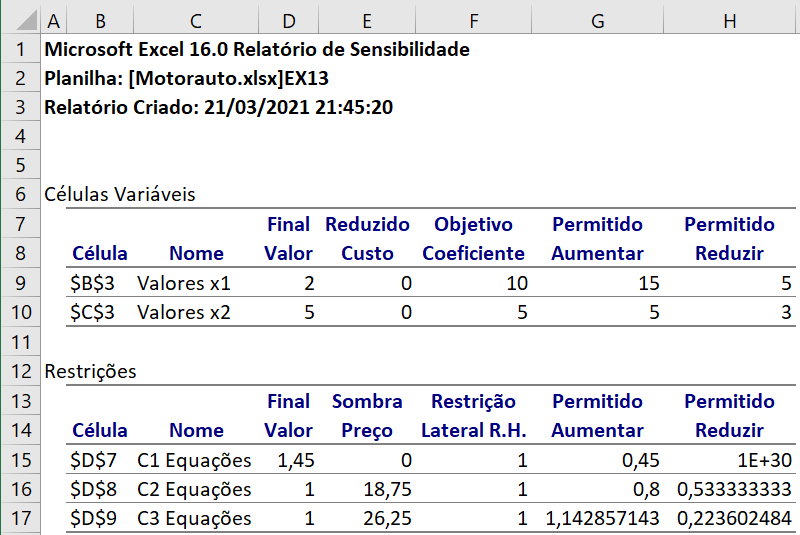 A B C D E F G H
1 Microsoft Excel 16.0 Relatório de Sensibilidade
2 Planilha: [Motorauto.xlsx]EX13
3 Relatório Criado: 21/03/2021 21:45:20
4
5
6 Células Variáveis
7 Final Reduzido Objetivo Permitido Permitido
8 Célula Nome Valor Custo Coeficiente Aumentar Reduzir
9 $B$3 Valores x1 2 0 10 15 5
10 $C$3 Valores x2 5 0 5 5 3
11
12 Restrições
13 Final Sombra Restrição Permitido Permitido
14 Célula Nome Valor Preço Lateral R.H. Aumentar Reduzir
15 $D$7 C1 Equações 1,45 0 1 0,45 1E+30
16 $D$8 C2 Equações 1 18,75 1 0,8 0,533333333
17 $D$9 C3 Equações 1 26,25 1 1,142857143 0,223602484